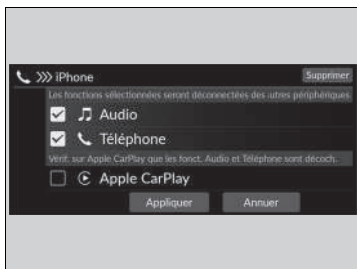 iPhone
Supprimer
Les fonctions sélectionnées seront déconnectées des autres périphériques
Audio
Téléphone
Vérif. sur Apple CarPlay que les fonct. Audio et Téléphone sont décoch.
Apple CarPlay
Appliquer
Annuer